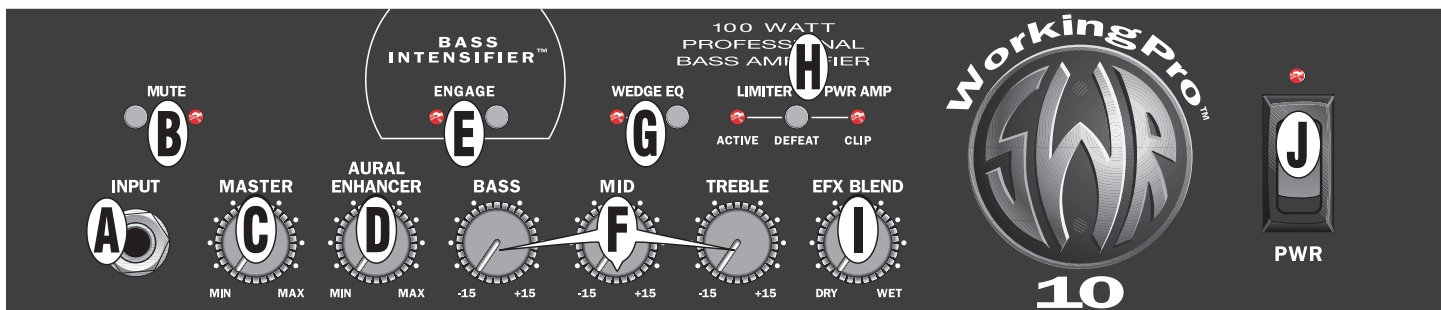 BASS
INTENSIFIER™
100 WATT
PROFESSIONAL
BASS AMPLIFIER
WorkingPro™
MUTE
ENGAGE
WEDGE EQ
LIMITER
PWR AMP
H
B
E
G
J
ACTIVE
DEFEAT
CLIP
SWR
INPUT
MASTER
AURAL
ENHANCER
BASS
MID
TREBLE
EFX BLEND
A
C
D
F
I
PWR
MIN
MAX
MIN
MAX
-15
+15
-15
+15
-15
+15
DRY
WET
10